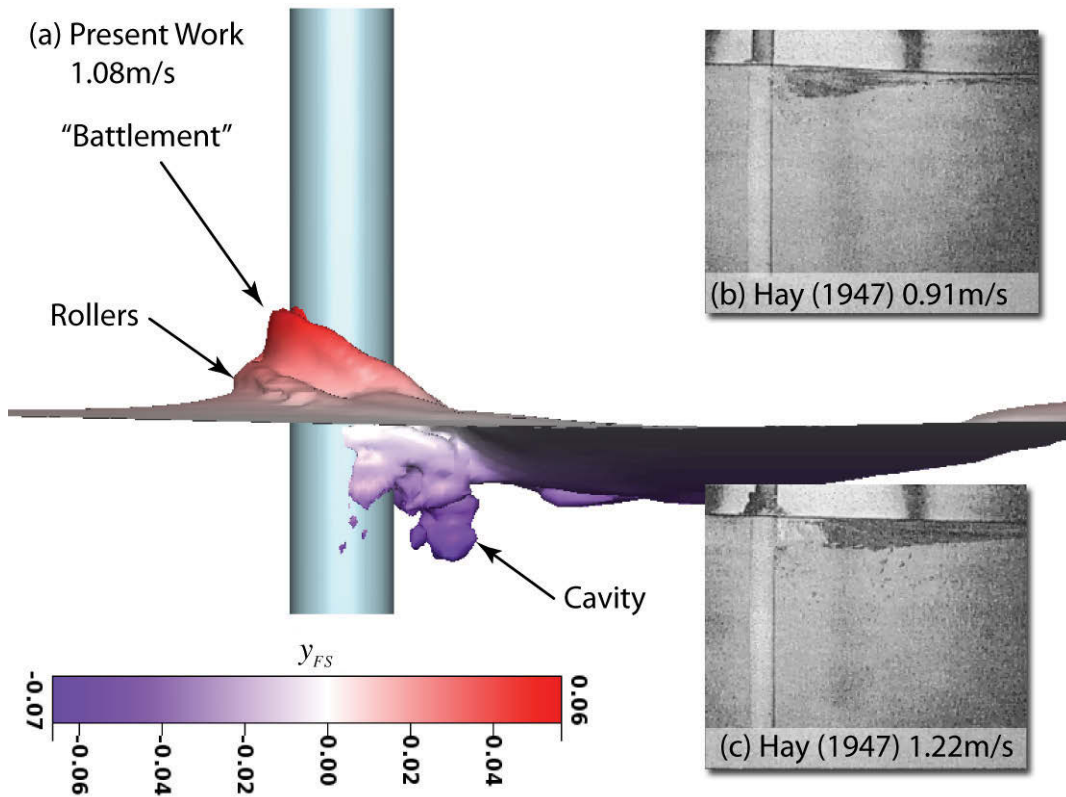 (a) Present Work
1.08m/s
“Battlement”
Rollers
Cavity
(b) Hay (1947) 0.91m/s
(c) Hay (1947) 1.22m/s
y_FS
-0.07
0.06
-0.06
-0.04
-0.02
0.00
0.02
0.04